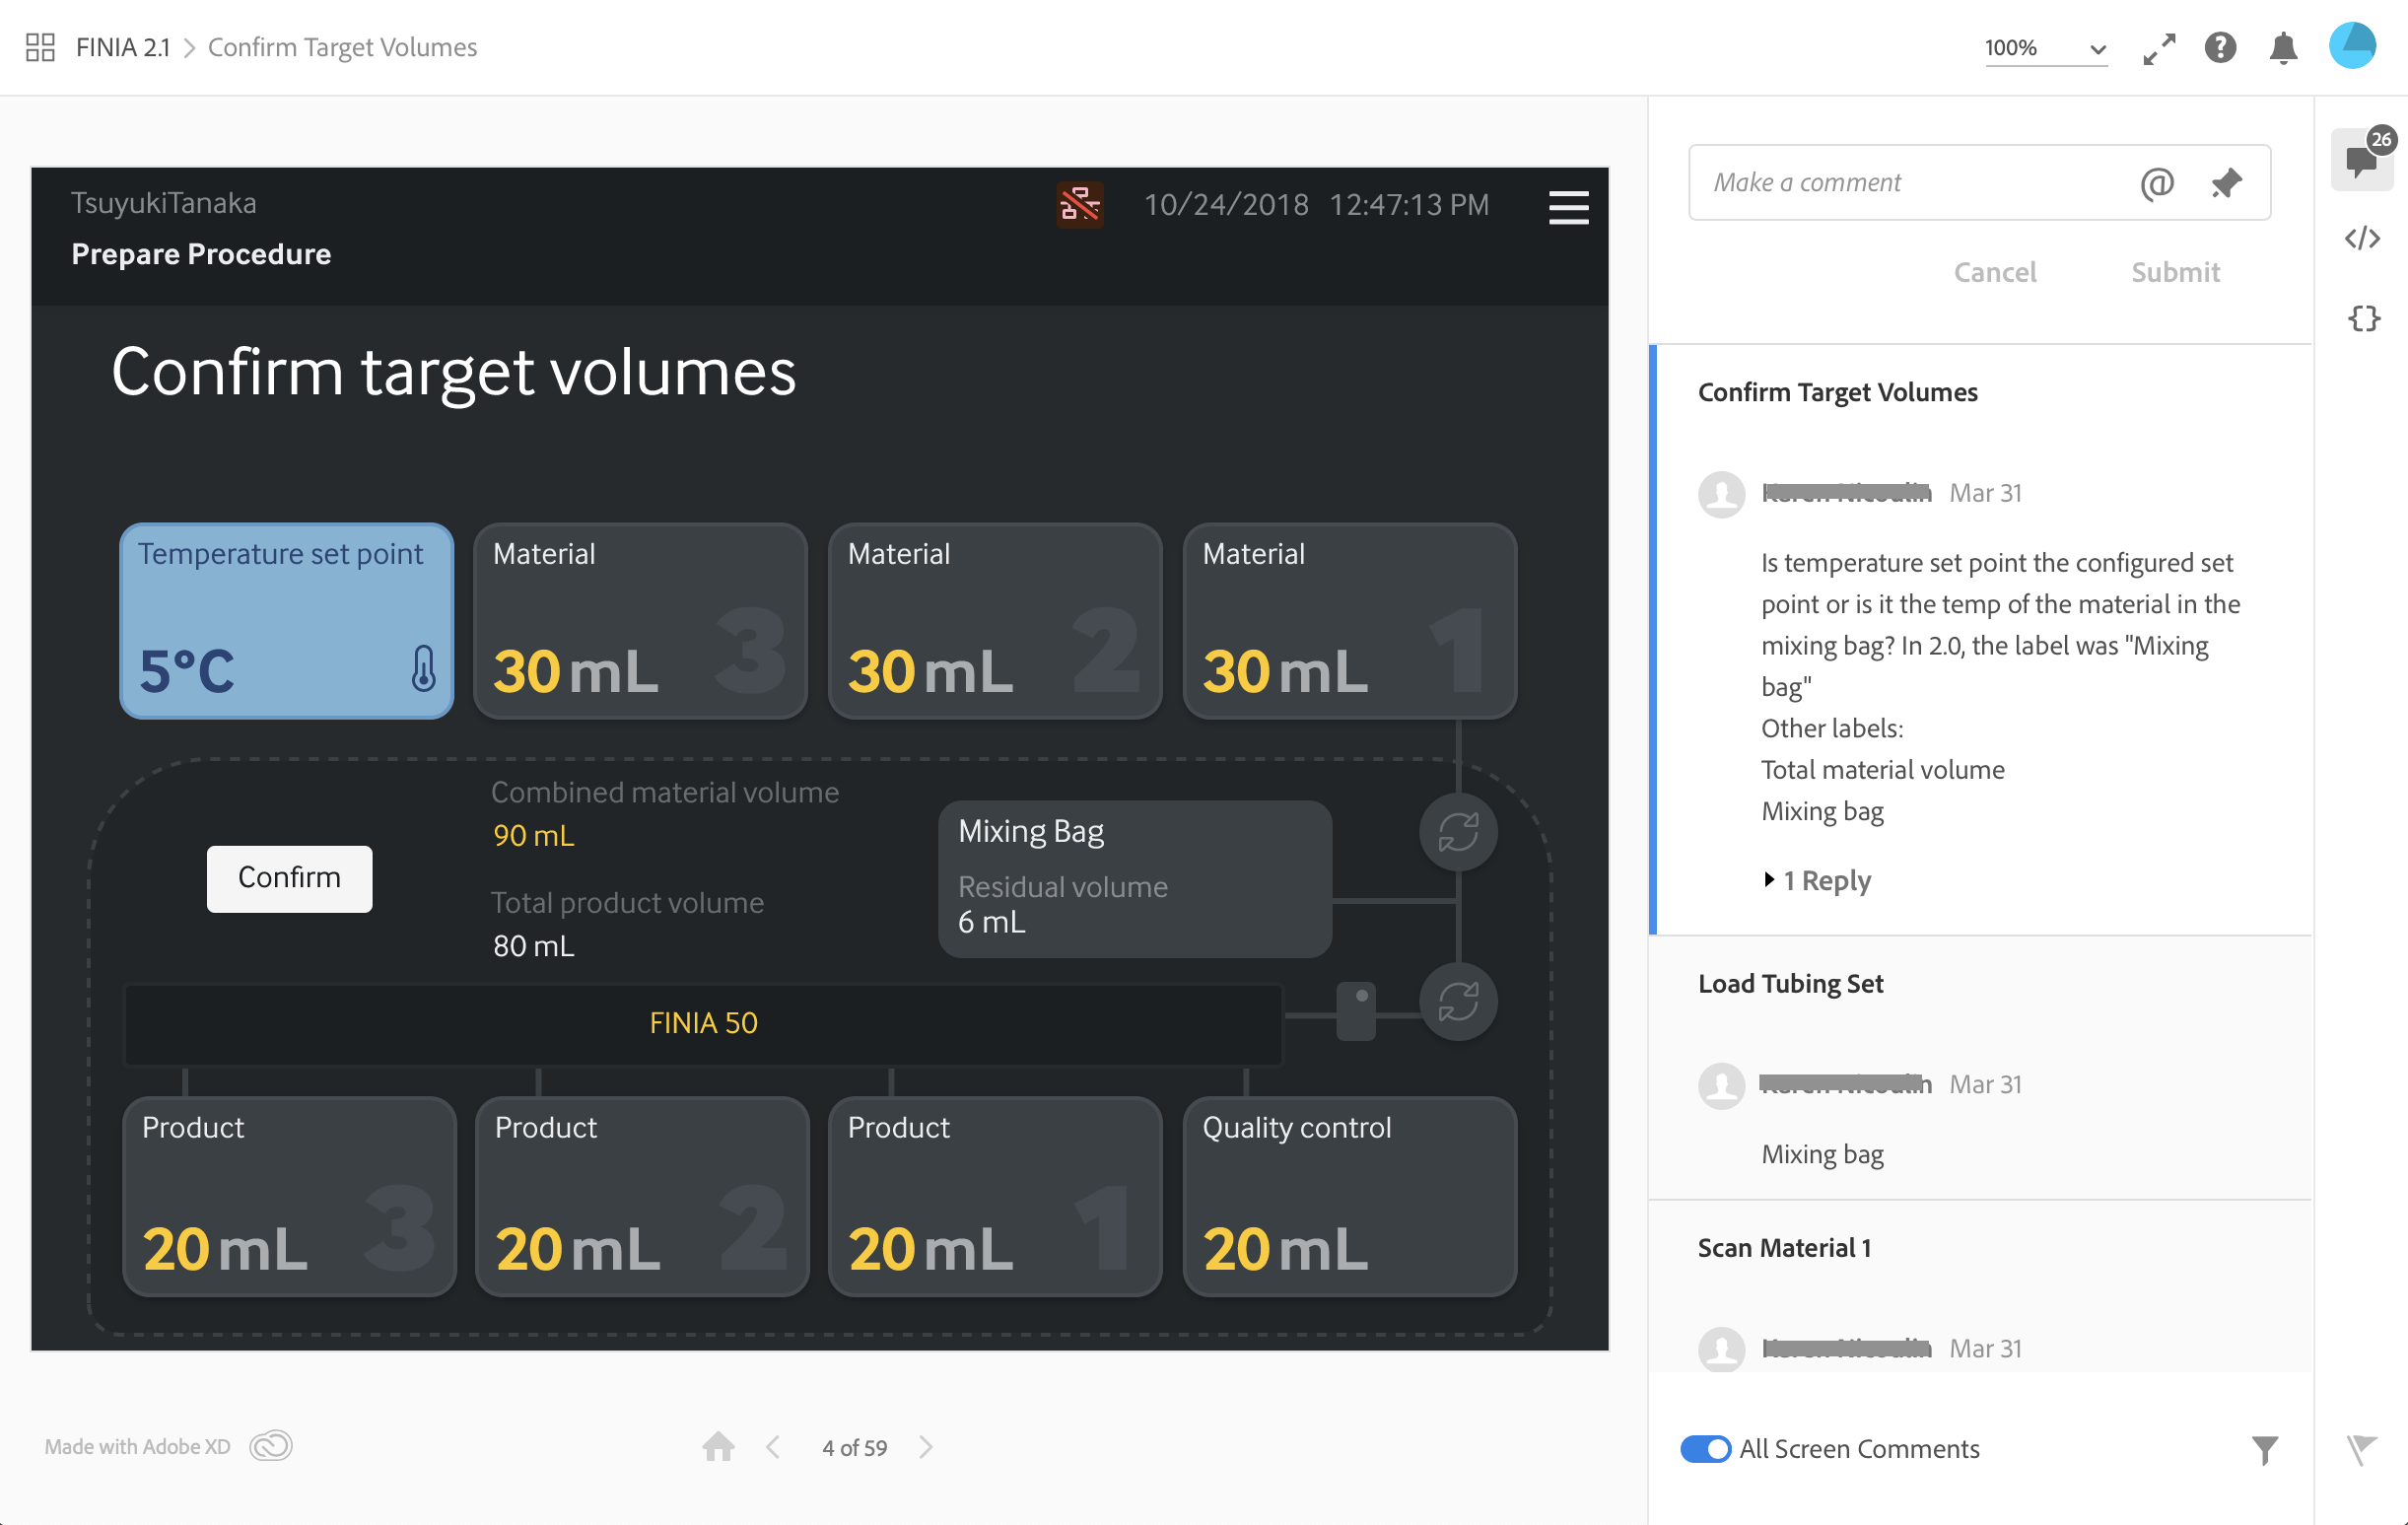 FINIA 2.1 > Confirm Target Volumes
100%
26
TsuyukiTanaka
10/24/2018 12:47:13 PM
Prepare Procedure
Confirm target volumes
Temperature set point
5°C
Material
30 mL
3
Material
30 mL
2
Material
30 mL
1
Combined material volume
90 mL
Total product volume
80 mL
Confirm
Mixing Bag
Residual volume
6 mL
FINIA 50
Product
20 mL
3
Product
20 mL
2
Product
20 mL
1
Quality control
20 mL
Made with Adobe XD
4 of 59
Make a comment
@
Cancel
Submit
</>
{}
Confirm Target Volumes
Mar 31
Is temperature set point the configured set
point or is it the temp of the material in the
mixing bag? In 2.0, the label was "Mixing
bag"
Other labels:
Total material volume
Mixing bag
1 Reply
Load Tubing Set
Mar 31
Mixing bag
Scan Material 1
Mar 31
All Screen Comments